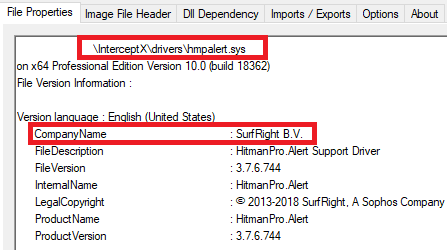 File Properties Image File Header Dll Dependency Imports / Exports Options About
\InterceptX\drivers\hmpalert.sys
on x64 Professional Edition Version 10.0 (build 18362)
File Version Information :
Version language : English (United States)
CompanyName : SurfRight B.V.
FileDescription : HitmanPro.Alert Support Driver
FileVersion : 3.7.6.744
InternalName : HitmanPro.Alert
LegalCopyright : © 2013-2018 SurfRight, A Sophos Company
ProductName : HitmanPro.Alert
ProductVersion : 3.7.6.744